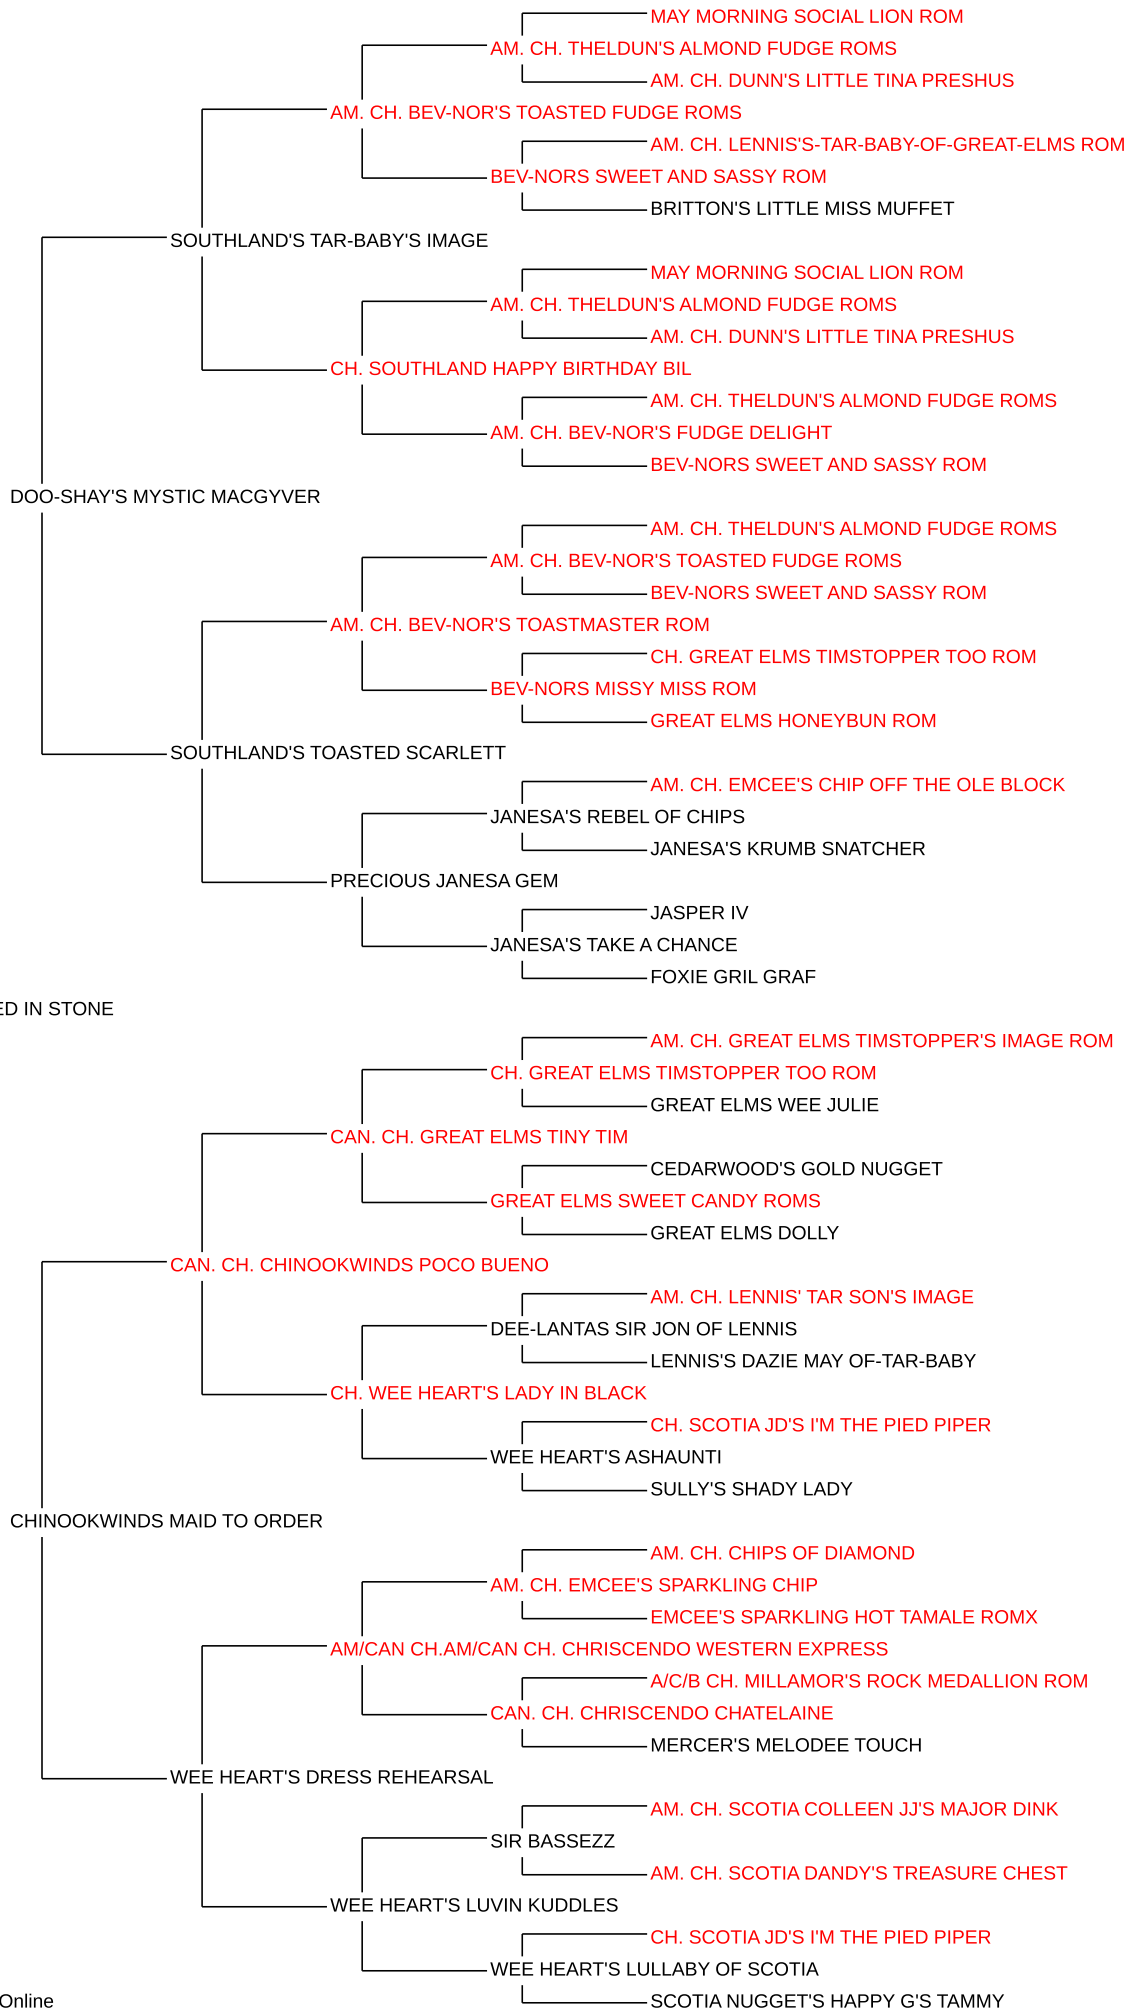 MAY MORNING SOCIAL LION ROM
AM. CH. THELDUN'S ALMOND FUDGE ROMS
AM. CH. DUNN'S LITTLE TINA PRESHUS
AM. CH. BEV-NOR'S TOASTED FUDGE ROMS
AM. CH. LENNIS'S-TAR-BABY-OF-GREAT-ELMS ROM
BEV-NORS SWEET AND SASSY ROM
BRITTON'S LITTLE MISS MUFFET
SOUTHLAND'S TAR-BABY'S IMAGE
MAY MORNING SOCIAL LION ROM
AM. CH. THELDUN'S ALMOND FUDGE ROMS
AM. CH. DUNN'S LITTLE TINA PRESHUS
CH. SOUTHLAND HAPPY BIRTHDAY BIL
AM. CH. THELDUN'S ALMOND FUDGE ROMS
AM. CH. BEV-NOR'S FUDGE DELIGHT
BEV-NORS SWEET AND SASSY ROM
DOO-SHAY'S MYSTIC MACGYVER
AM. CH. THELDUN'S ALMOND FUDGE ROMS
AM. CH. BEV-NOR'S TOASTED FUDGE ROMS
BEV-NORS SWEET AND SASSY ROM
AM. CH. BEV-NOR'S TOASTMASTER ROM
CH. GREAT ELMS TIMSTOPPER TOO ROM
BEV-NORS MISSY MISS ROM
GREAT ELMS HONEYBUN ROM
SOUTHLAND'S TOASTED SCARLETT
AM. CH. EMCEE'S CHIP OFF THE OLE BLOCK
JANESA'S REBEL OF CHIPS
JANESA'S KRUMB SNATCHER
PRECIOUS JANESA GEM
JASPER IV
JANESA'S TAKE A CHANCE
FOXIE GRIL GRAF
ED IN STONE
AM. CH. GREAT ELMS TIMSTOPPER'S IMAGE ROM
CH. GREAT ELMS TIMSTOPPER TOO ROM
GREAT ELMS WEE JULIE
CAN. CH. GREAT ELMS TINY TIM
CEDARWOOD'S GOLD NUGGET
GREAT ELMS SWEET CANDY ROMS
GREAT ELMS DOLLY
CAN. CH. CHINOOKWINDS POCO BUENO
AM. CH. LENNIS' TAR SON'S IMAGE
DEE-LANTAS SIR JON OF LENNIS
LENNIS'S DAZIE MAY OF-TAR-BABY
CH. WEE HEART'S LADY IN BLACK
CH. SCOTIA JD'S I'M THE PIED PIPER
WEE HEART'S ASHAUNTI
SULLY'S SHADY LADY
CHINOOKWINDS MAID TO ORDER
AM. CH. CHIPS OF DIAMOND
AM. CH. EMCEE'S SPARKLING CHIP
EMCEE'S SPARKLING HOT TAMALE ROMX
AM/CAN CH.AM/CAN CH. CHRISCENDO WESTERN EXPRESS
A/C/B CH. MILLAMOR'S ROCK MEDALLION ROM
CAN. CH. CHRISCENDO CHATELAINE
MERCER'S MELODEE TOUCH
WEE HEART'S DRESS REHEARSAL
AM. CH. SCOTIA COLLEEN JJ'S MAJOR DINK
SIR BASSEZZ
AM. CH. SCOTIA DANDY'S TREASURE CHEST
WEE HEART'S LUVIN KUDDLES
CH. SCOTIA JD'S I'M THE PIED PIPER
WEE HEART'S LULLABY OF SCOTIA
SCOTIA NUGGET'S HAPPY G'S TAMMY
Online